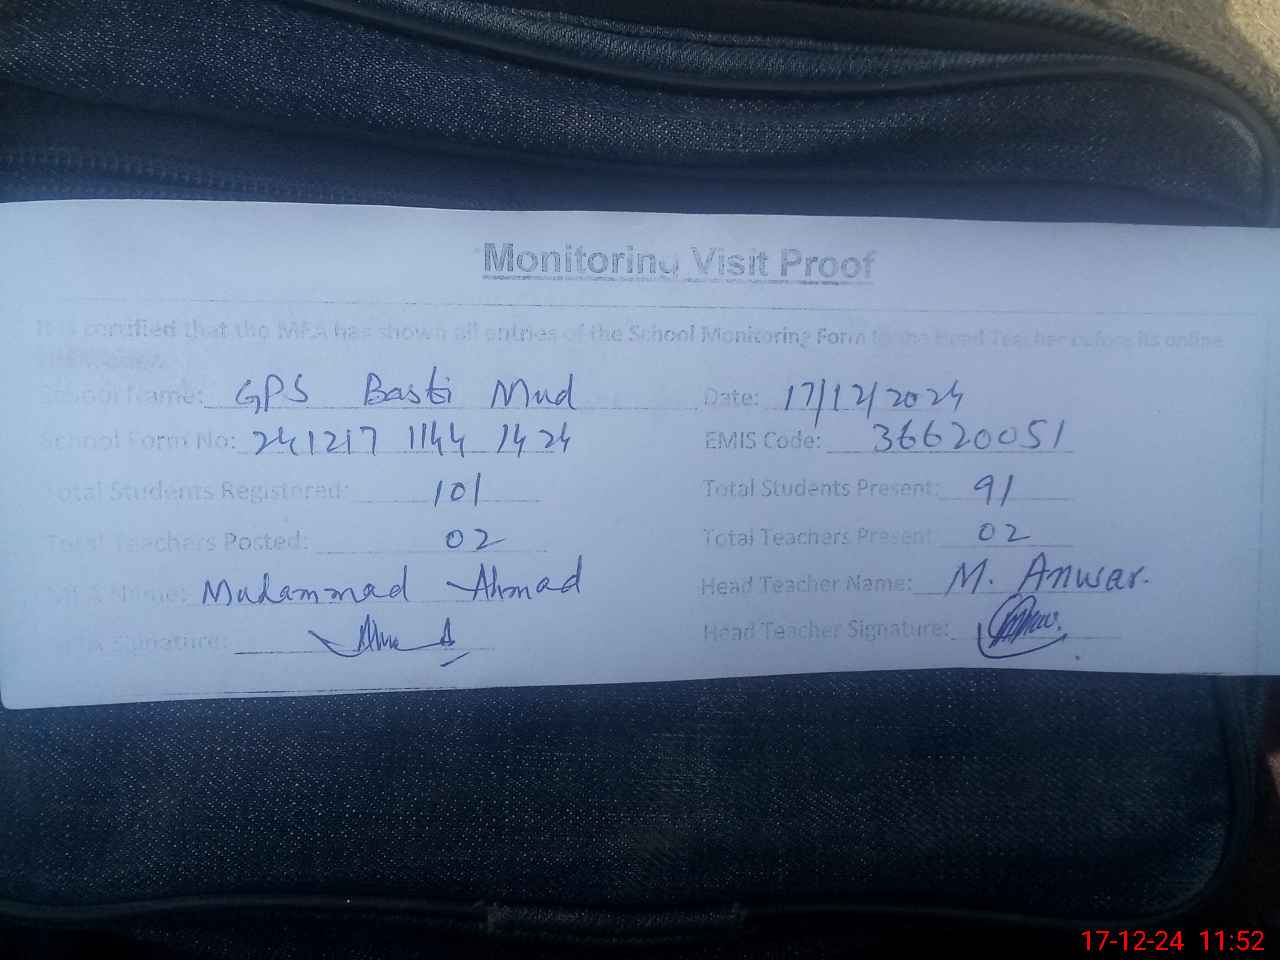 Monitoring Visit Proof
It is certified that the MEA has shown all entries of the School Monitoring Form to the Head Teacher before its online
School Name: GPS Basti Mud Date: 17/12/2024
School Form No: 241217 1144 1424 EMIS Code: 36620051
Total Students Registered: 101 Total Students Present: 91
Total Teachers Posted: 02 Total Teachers Present: 02
MEA Name: Muhammad Ahmad Head Teacher Name: M. Anwar.
MEA Signature: Head Teacher Signature:
17-12-24 11:52